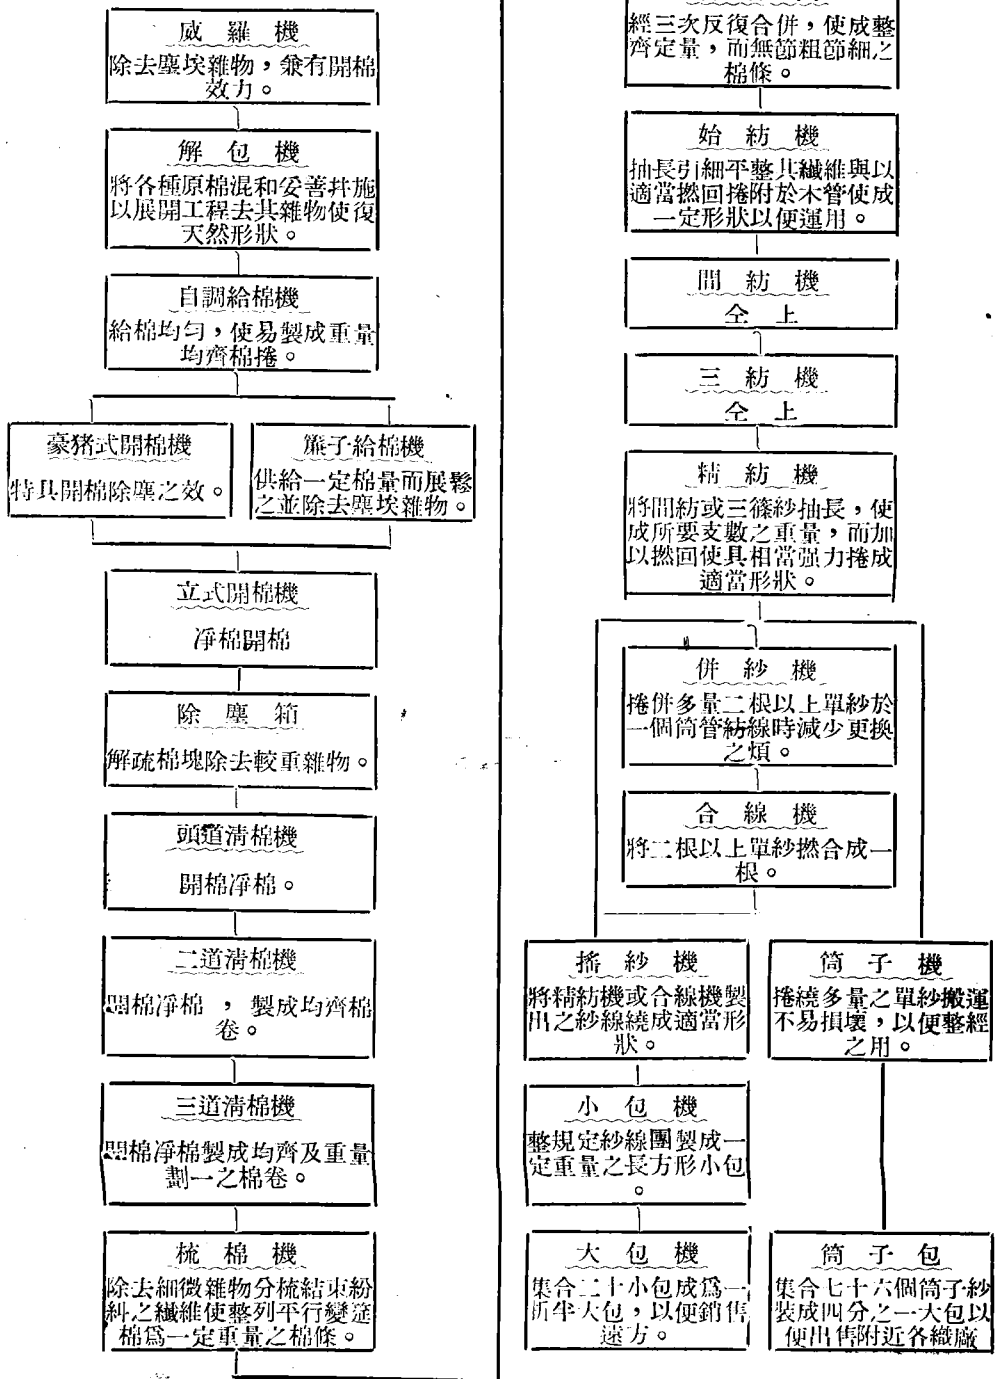 威羅機
除去塵埃雜物，兼有開棉
效力。
解包機
將各種原棉混和妥善并施
以展開工程去其雜物使復
天然形狀。
自調給棉機
給棉均勻，使易製成重量
均齊棉捲。
豪猪式開棉機
特具開棉除塵之效。
簾子給棉機
供給一定棉量而展鬆
之並除去塵埃雜物。
立式開棉機
凈棉開棉
除塵箱
解疏棉塊除去較重雜物。
頭道清棉機
開棉凈棉。
二道清棉機
開棉凈棉，製成均齊棉
卷。
三道清棉機
開棉凈棉製成均齊及重量
劃一之棉卷。
梳棉機
除去細微雜物分梳結束紛
糾之纖維使整列平行變造
棉爲一定重量之棉條。
經三次反復合併，使成整
齊定量，而無節粗節細之
棉條。
始紡機
抽長引細平整其纖維與以
適當撚回捲附於木管使成
一定形狀以便運用。
間紡機
仝上
三紡機
仝上
精紡機
將間紡或三篠紗抽長，使
成所要支數之重量，而加
以撚回使具相當强力捲成
適當形狀。
併紗機
捲併多量二根以上單紗於
一個筒管紡線時減少更換
之煩。
合線機
將二根以上單紗撚合成一
根。
搖紗機
將精紡機或合線機製
出之紗線繞成適當形
狀。
小包機
整規定紗線團製成一
定重量之長方形小包
。
大包機
集合二十小包成爲一
折半大包，以便銷售
遠方。
筒子機
捲繞多量之單紗搬運
不易損壞，以便整經
之用。
筒子包
集合七十六個筒子紗
裝成四分之一大包以
便出售附近各織廠